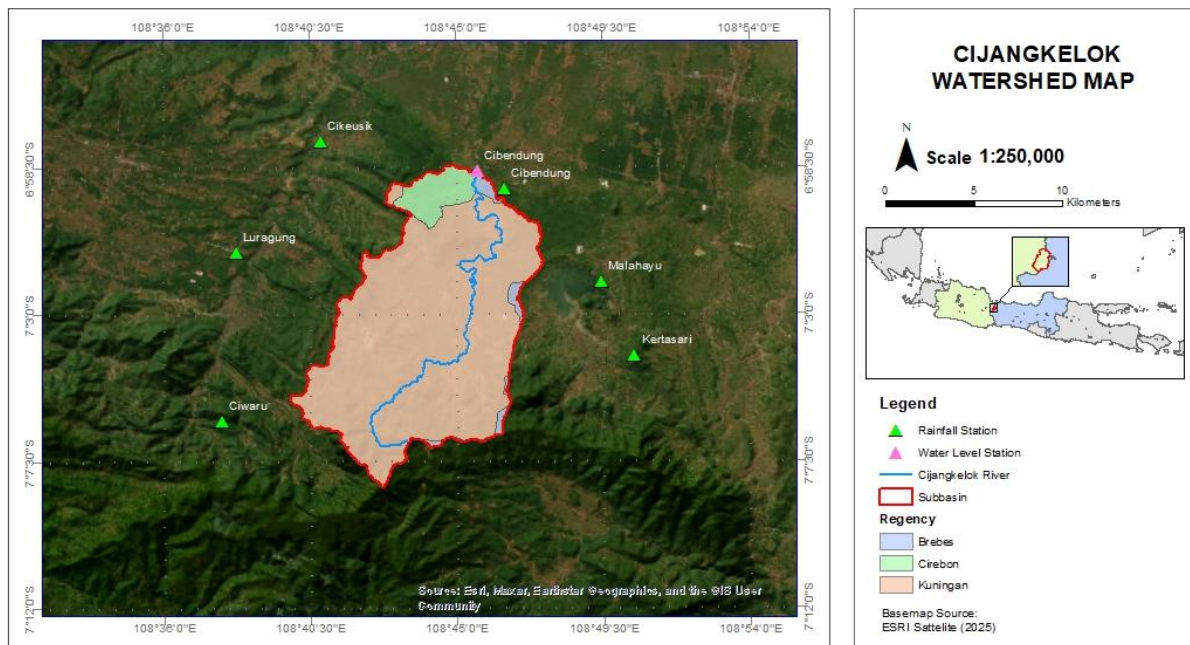 108°36'0"E 108°40'30"E 108°45'0"E 108°49'30"E 108°54'0"E
6°58'30"S
7°3'0"S
7°7'30"S
7°12'0"S
Cikeusik
Cibendung
Cibendung
Luragung
Malahayu
Kertasari
Ciwaru
Source: Esri, Maxar, Earthstar Geographics, and the GIS User
Community
6°58'30"S
7°3'0"S
7°7'30"S
7°12'0"S
108°36'0"E 108°40'30"E 108°45'0"E 108°49'30"E 108°54'0"E
CIJANGKELOK
WATERSHED MAP
N
Scale 1:250,000
0 5 10
Kilometers
Legend
Rainfall Station
Water Level Station
Cijangkelok River
Subbasin
Regency
Brebes
Cirebon
Kuningan
Basemap Source:
ESRI Sattelite (2025)